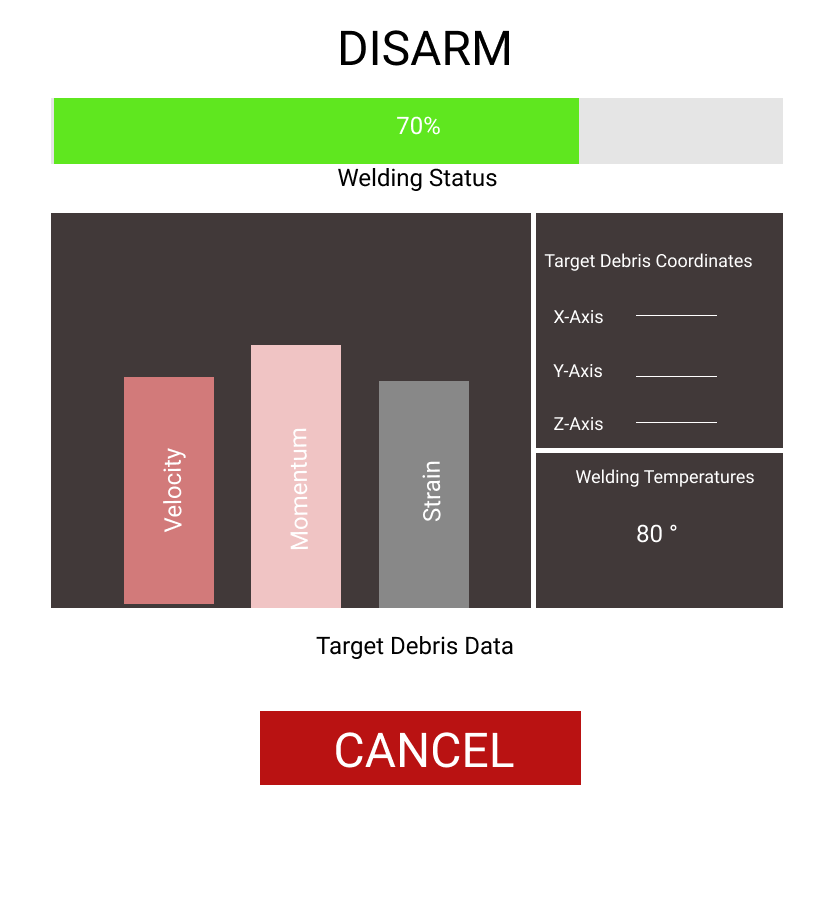 DISARM
70%
Welding Status
Velocity
Momentum
Strain
Target Debris Coordinates
X-Axis
Y-Axis
Z-Axis
Welding Temperatures
80 °
Target Debris Data
CANCEL